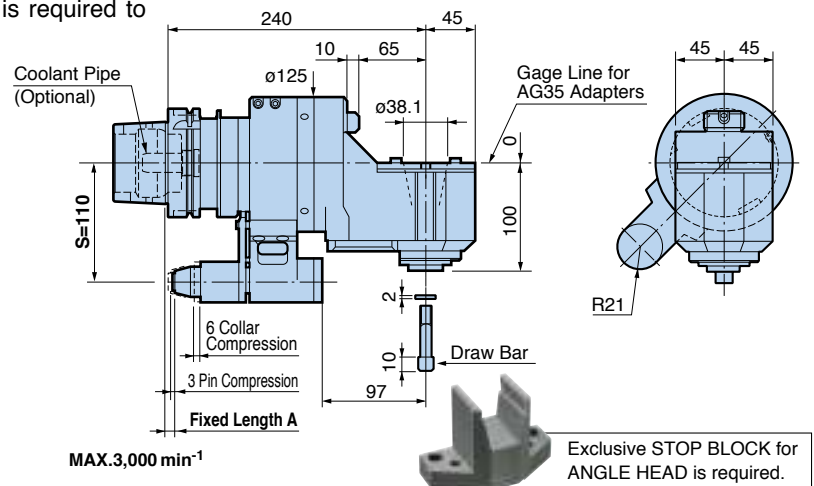 is required to
240
45
10
65
45
45
Coolant Pipe
(Optional)
ø125
Gage Line for
AG35 Adapters
ø38.1
0
S=110
100
R21
2
6 Collar
Compression
10
Draw Bar
3 Pin Compression
97
Fixed Length A
MAX.3,000 min-1
Exclusive STOP BLOCK for
ANGLE HEAD is required.